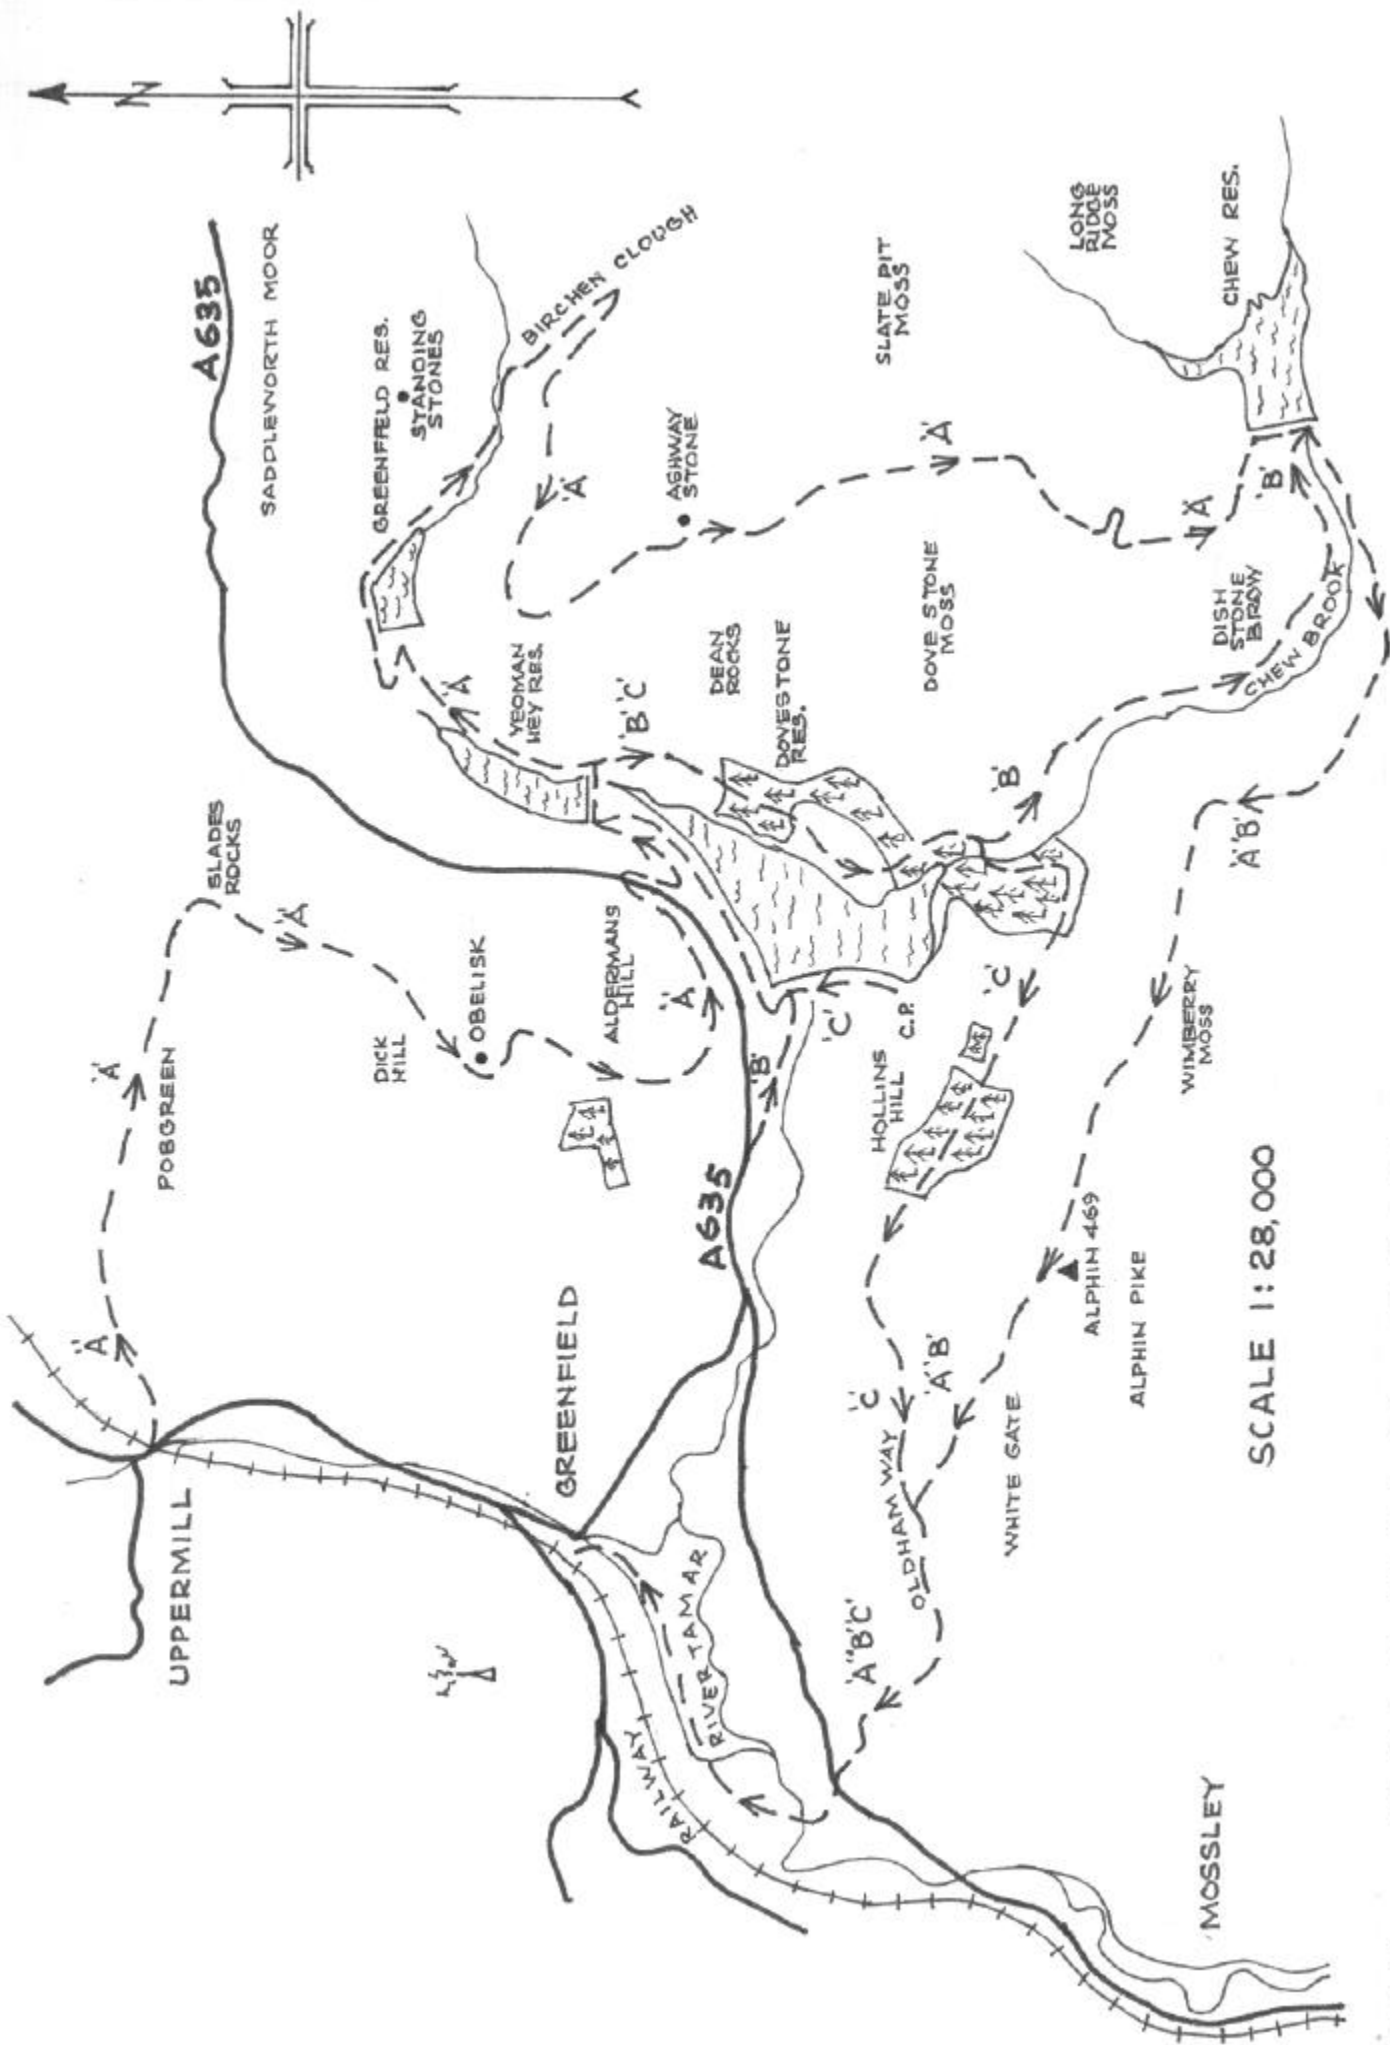 N
A635
SADDLEWORTH MOOR
GREENFFELD RES.
STANDING
STONES
BIRCHEN CLOUGH
'A'
ASHWAY
STONE
SLATE PIT
MOSS
LONG
RIDGE
MOSS
CHEW RES.
'A'
'A'
'B'
DISH
STONE
BROW
CHEW BROOK
DOVE STONE
MOSS
DEAN
ROCKS
DOVESTONE
RES.
YEOMAN
HEY RES.
'A'
'B' 'C'
'B'
'A' 'B'
SLADES
ROCKS
'A'
OBELISK
DICK
HILL
ALDERMANS
HILL
'A'
'A'
POBGREEN
'A'
'B'
'C'
C.P.
'C'
HOLLINS
HILL
WIMBERRY
MOSS
A635
ALPHIN 469
ALPHIN PIKE
SCALE 1:28,000
GREENFIELD
'C'
'A' 'B'
WHITE GATE
OLDHAM WAY
'A' 'B' 'C'
UPPERMILL
RIVER TAMAR
RAILWAY
MOSSLEY